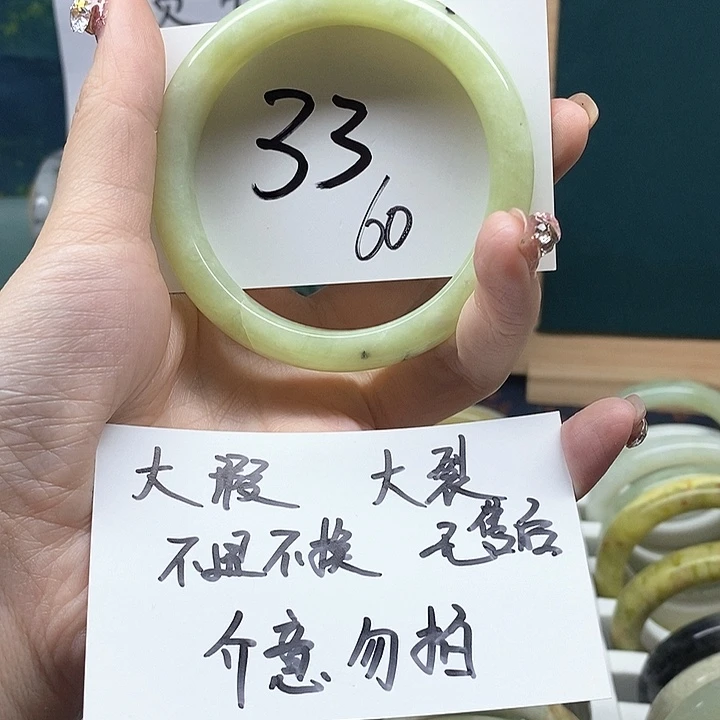 33
60
大瑕 大裂
不退不换 无售后
介意勿拍